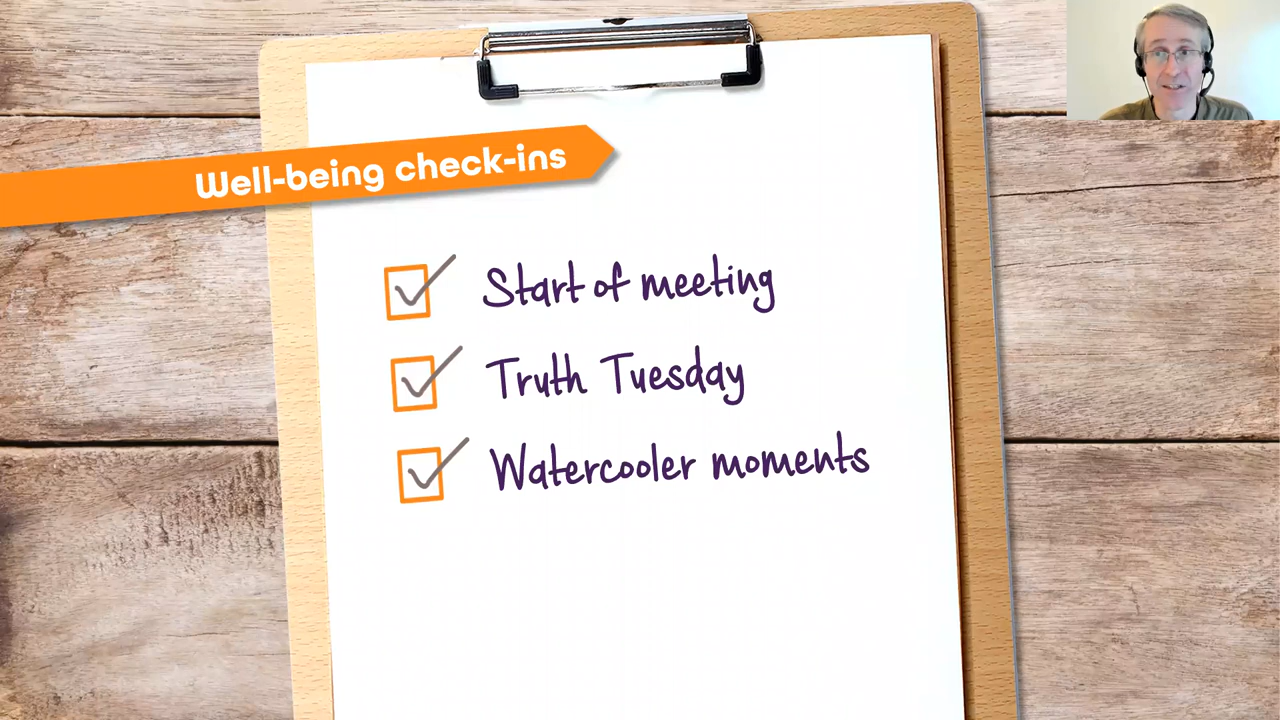 Well-being check-ins
Start of meeting
Truth Tuesday
Watercooler moments